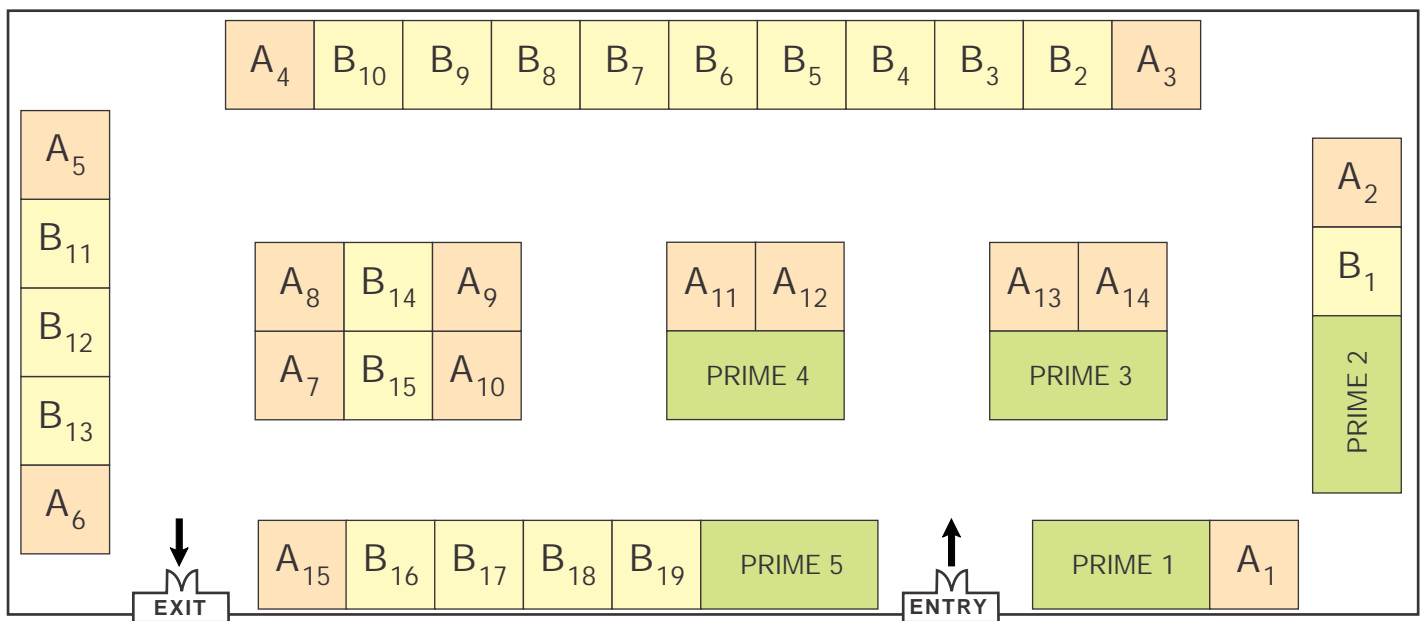 A4 B10 B9 B8 B7 B6 B5 B4 B3 B2 A3
A5
B11
B12
B13
A6
A8 B14 A9
A7 B15 A10
A11 A12
PRIME 4
A13 A14
PRIME 3
A2
B1
PRIME 2
A15 B16 B17 B18 B19 PRIME 5
PRIME 1 A1
EXIT
ENTRY